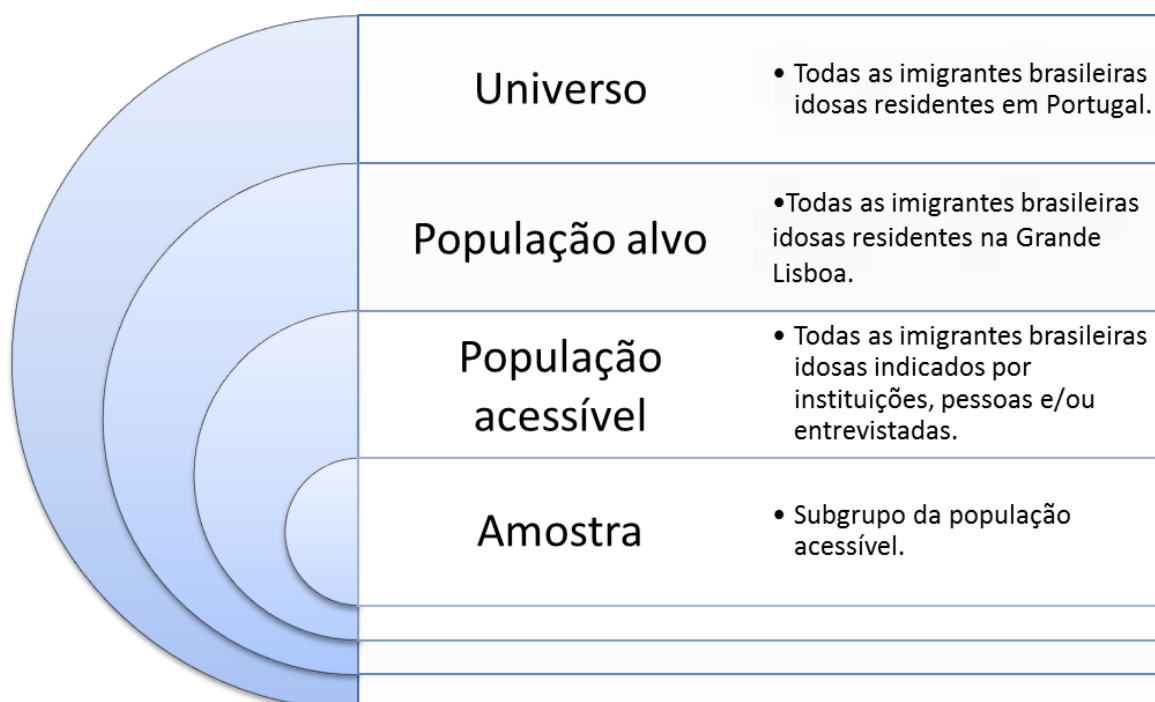 Universo
• Todas as imigrantes brasileiras
idosas residentes em Portugal.
População alvo
•Todas as imigrantes brasileiras
idosas residentes na Grande
Lisboa.
População
acessível
• Todas as imigrantes brasileiras
idosas indicados por
instituições, pessoas e/ou
entrevistadas.
Amostra
• Subgrupo da população
acessível.